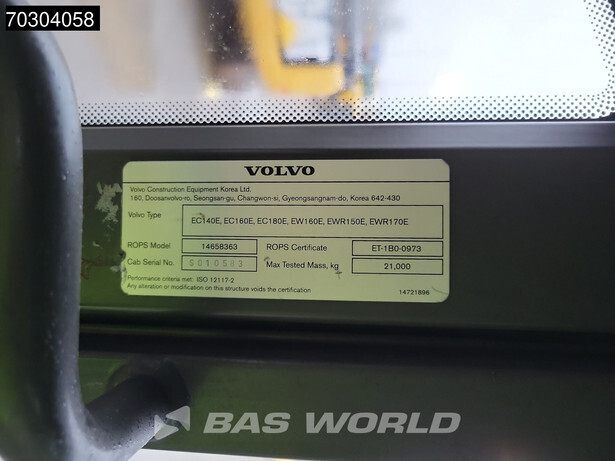 70304058
VOLVO
Volvo Construction Equipment Korea Ltd.
160, Doosanvolvo-ro, Seongsan-gu, Changwon-si, Gyeongsangnam-do, Korea 642-430
Volvo Type EC140E, EC160E, EC180E, EW160E, EWR150E, EWR170E
ROPS Model 14658363 ROPS Certificate ET-1B0-0973
Cab Serial No. S010583 Max Tested Mass, kg 21,000
Performance criteria met: ISO 12117-2
Any alteration or modification on this structure voids the certification 14721896
BAS WORLD